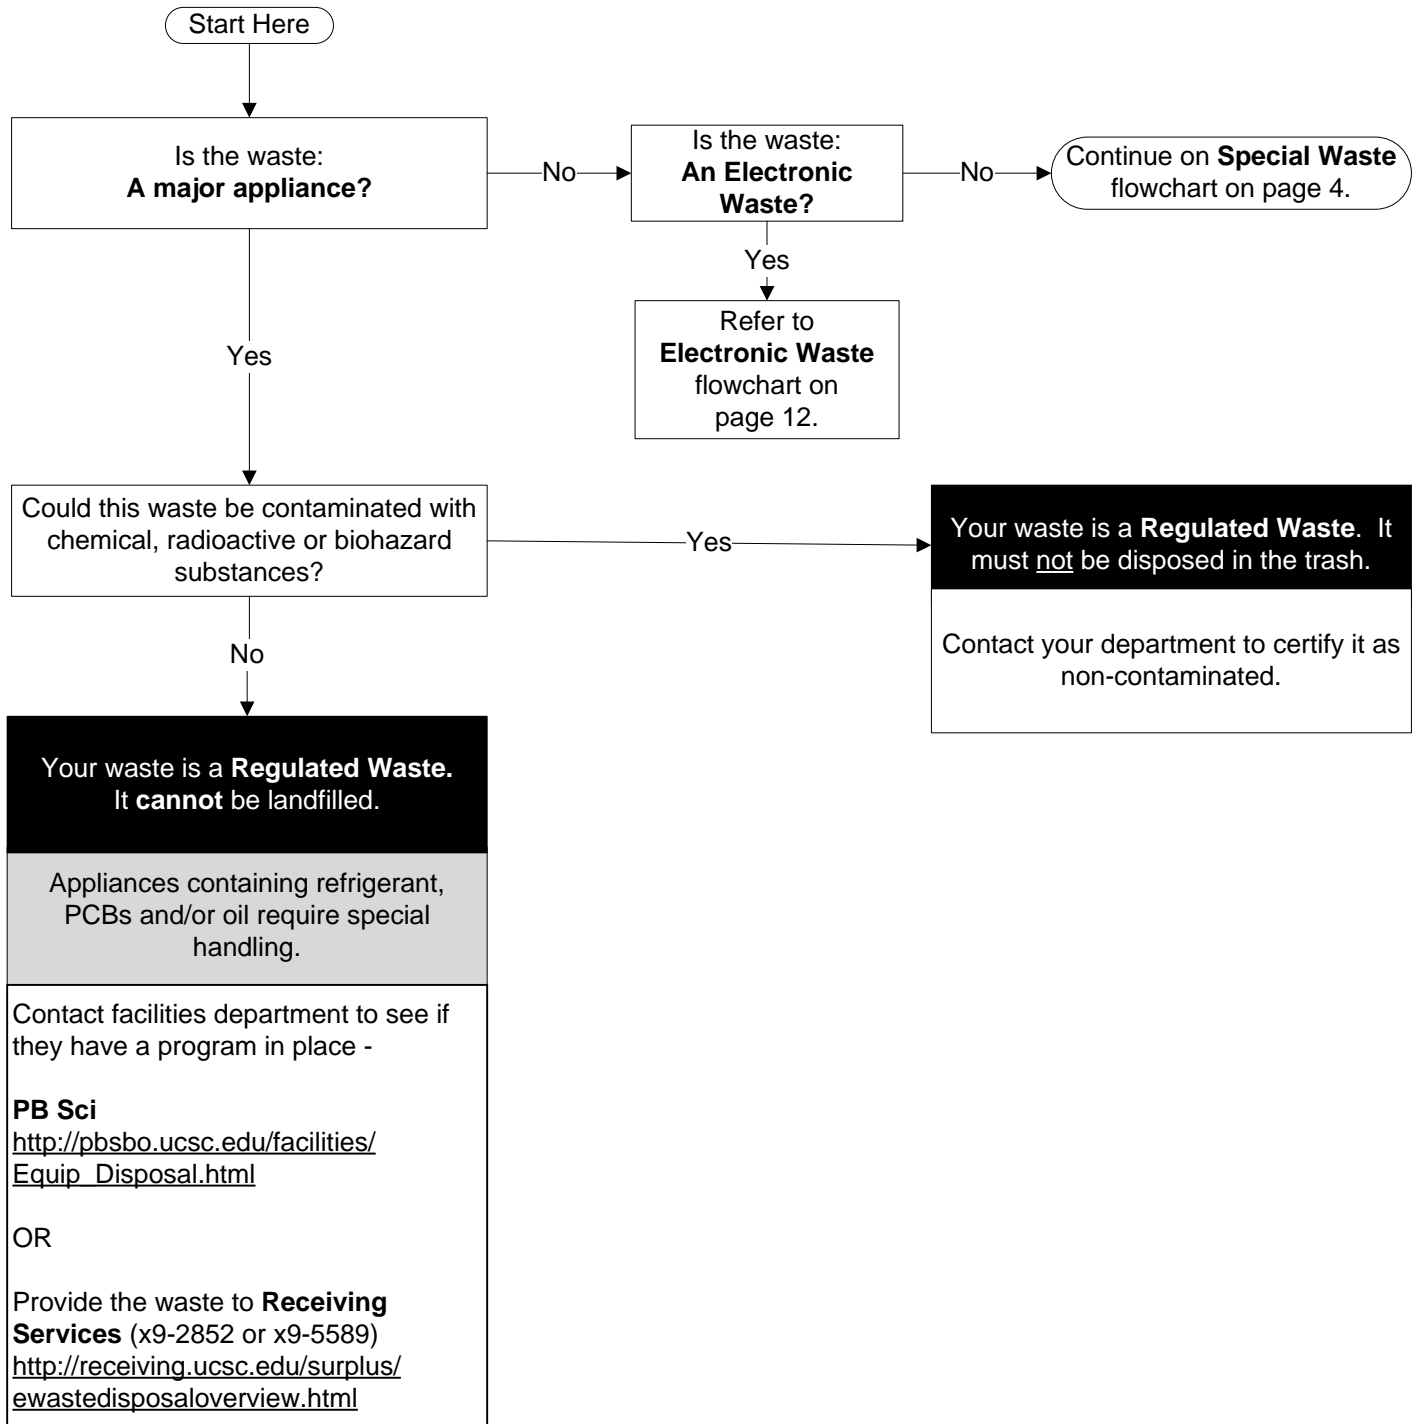 Start Here
Is the waste:
A major appliance?
No
Is the waste:
An Electronic
Waste?
No
Continue on Special Waste
flowchart on page 4.
Yes
Refer to
Electronic Waste
flowchart on
page 12.
Yes
Could this waste be contaminated with
chemical, radioactive or biohazard
substances?
Yes
Your waste is a Regulated Waste.  It
must not be disposed in the trash.
Contact your department to certify it as
non-contaminated.
No
Your waste is a Regulated Waste.
It cannot be landfilled.
Appliances containing refrigerant,
PCBs and/or oil require special
handling.
Contact facilities department to see if
they have a program in place -
PB Sci
http://pbsbo.ucsc.edu/facilities/
Equip_Disposal.html
OR
Provide the waste to Receiving
Services (x9-2852 or x9-5589)
http://receiving.ucsc.edu/surplus/
ewastedisposaloverview.html